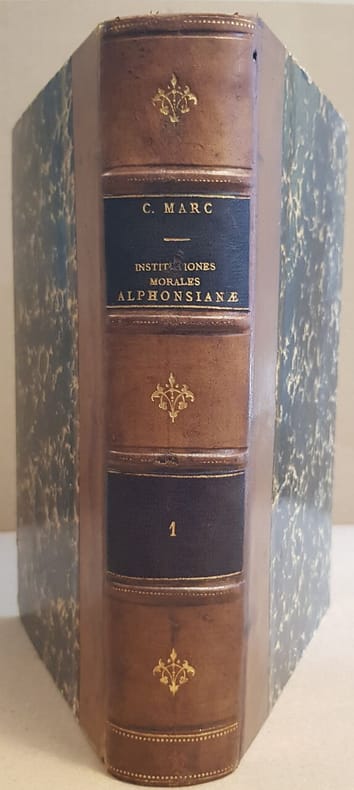 C. MARC
INSTITUTIONES
MORALES
ALPHONSIANÆ
1